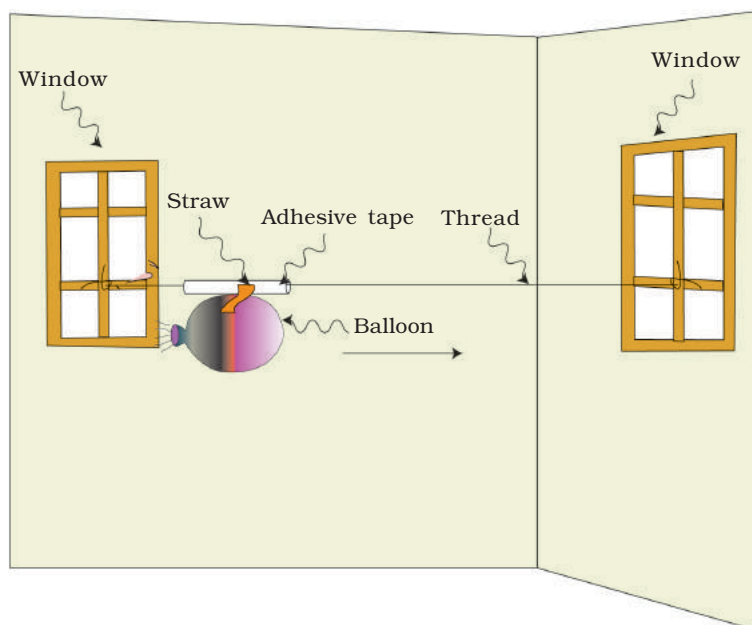 Window
Window
Straw
Adhesive tape
Thread
Balloon